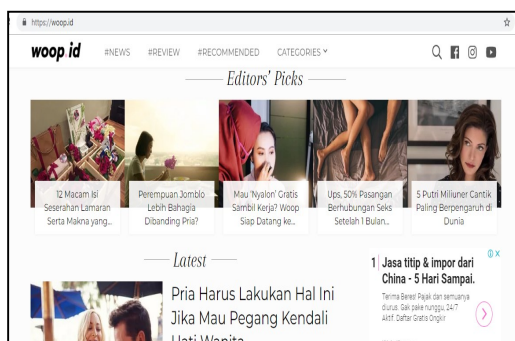 https://woop.id
woop.id #NEWS #REVIEW #RECOMMENDED CATEGORIES
Editors' Picks
12 Macam Isi
Seserahan Lamaran
Serta Makna yang...
Perempuan Jomblo
Lebih Bahagia
Dibanding Pria?
Mau 'Nyalon' Gratis
Sambil Kerja? Woop
Siap Datang ke...
Ups, 50% Pasangan
Berhubungan Seks
Setelah 1 Bulan...
5 Putri Miliuner Cantik
Paling Berpengaruh di
Dunia
Latest
Pria Harus Lakukan Hal Ini
Jika Mau Pegang Kendali
Hati Wanita
1 Jasa titip & impor dari
China - 5 Hari Sampai.
Terima Beres! Pajak dan semuanya
diurus. Gak pake nunggu, 24/7
Aktif. Daftar Gratis Ongkir